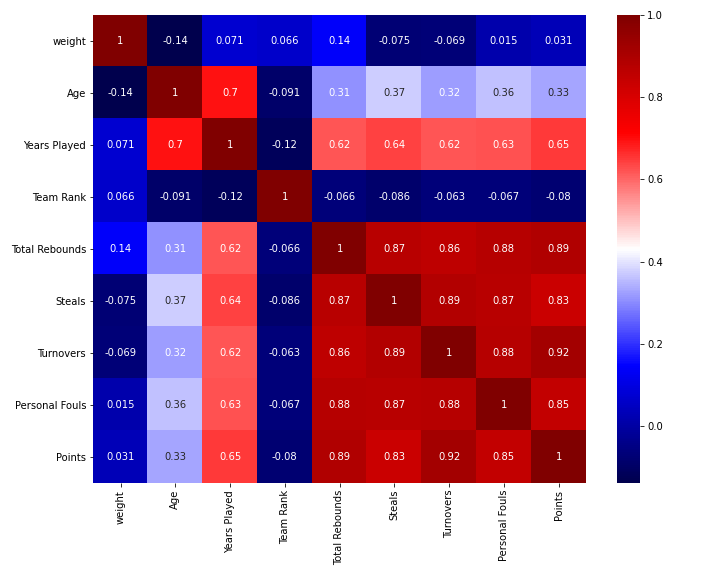 weight 1 -0.14 0.071 0.066 0.14 -0.075 -0.069 0.015 0.031
Age -0.14 1 0.7 -0.091 0.31 0.37 0.32 0.36 0.33
Years Played 0.071 0.7 1 -0.12 0.62 0.64 0.62 0.63 0.65
Team Rank 0.066 -0.091 -0.12 1 -0.066 -0.086 -0.063 -0.067 -0.08
Total Rebounds 0.14 0.31 0.62 -0.066 1 0.87 0.86 0.88 0.89
Steals -0.075 0.37 0.64 -0.086 0.87 1 0.89 0.87 0.83
Turnovers -0.069 0.32 0.62 -0.063 0.86 0.89 1 0.88 0.92
Personal Fouls 0.015 0.36 0.63 -0.067 0.88 0.87 0.88 1 0.85
Points 0.031 0.33 0.65 -0.08 0.89 0.83 0.92 0.85 1
weight Age Years Played Team Rank Total Rebounds Steals Turnovers Personal Fouls Points
1.0
0.8
0.6
0.4
0.2
0.0